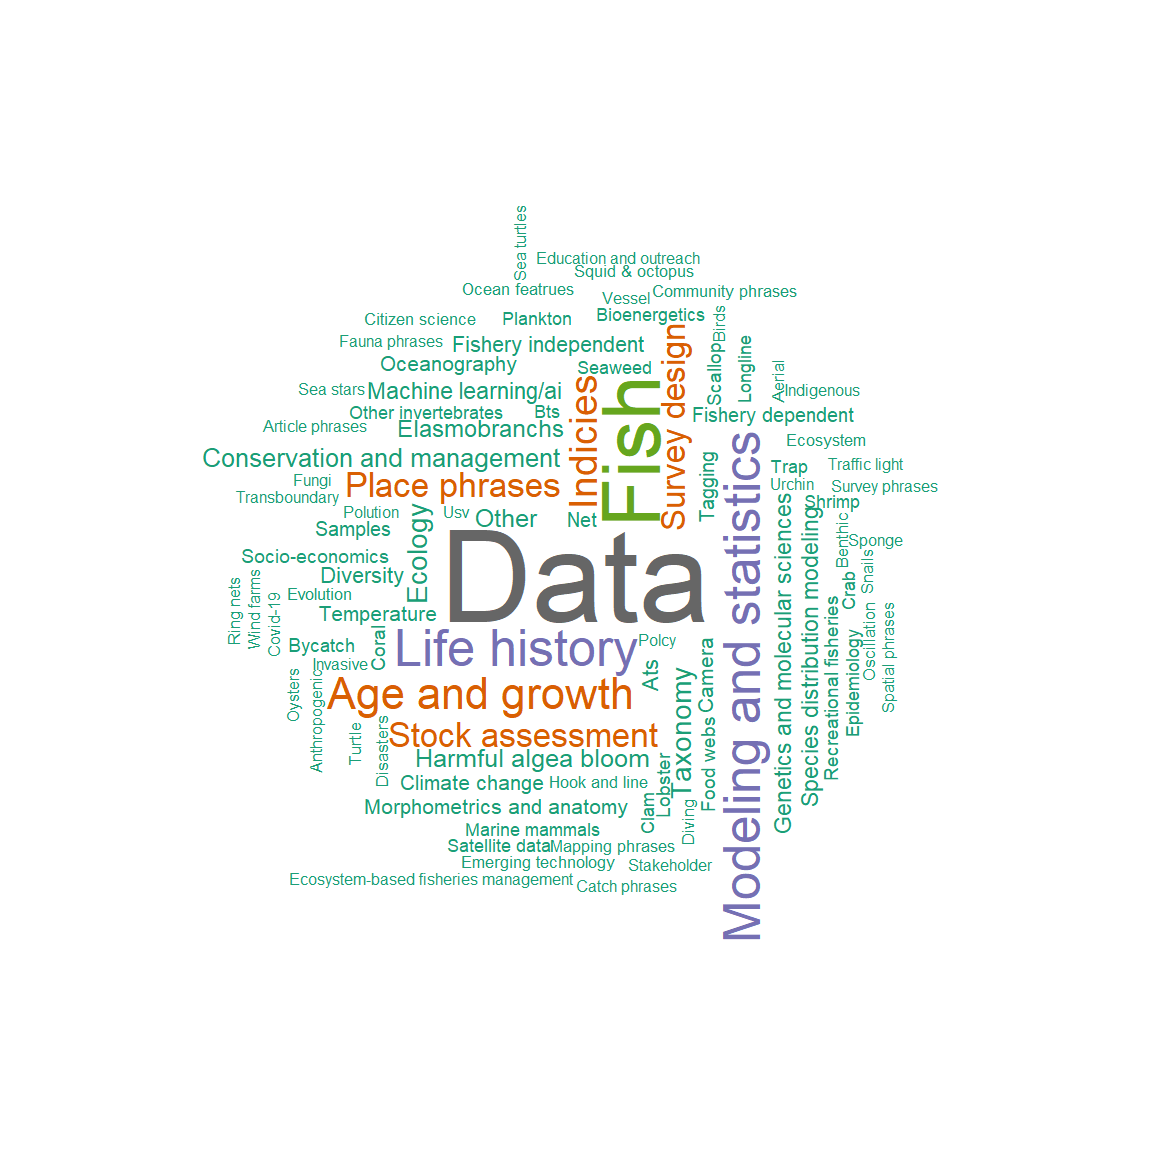 Sea turtles
Education and outreach
Squid & octopus
Ocean featrues
Vessel
Community phrases
Citizen science
Plankton
Bioenergetics
Birds
Fauna phrases
Fishery independent
Survey design
Scallop
Longline
Oceanography
Seaweed
Aerial
Sea stars
Machine learning/ai
Indigenous
Other invertebrates
Bts
Indicies
Fish
Fishery dependent
Article phrases
Elasmobranchs
Ecosystem
Conservation and management
Tagging
Trap
Traffic light
Fungi
Place phrases
Urchin
Survey phrases
Transboundary
Shrimp
Polution
Usv
Other
Net
Samples
Ecology
Data
Modeling and statistics
Genetics and molecular sciences
Species distribution modeling
Benthic
Sponge
Socio-economics
Diversity
Snails
Crab
Ring nets
Wind farms
Covid-19
Evolution
Temperature
Recreational fisheries
Oscillation
Spatial phrases
Bycatch
Coral
Life history
Polcy
Epidemiology
Invasive
Ats
Camera
Oysters
Anthropogenic
Age and growth
Taxonomy
Turtle
Disasters
Stock assessment
Food webs
Harmful algea bloom
Lobster
Climate change
Hook and line
Clam
Diving
Morphometrics and anatomy
Marine mammals
Satellite data
Mapping phrases
Emerging technology
Stakeholder
Ecosystem-based fisheries management
Catch phrases